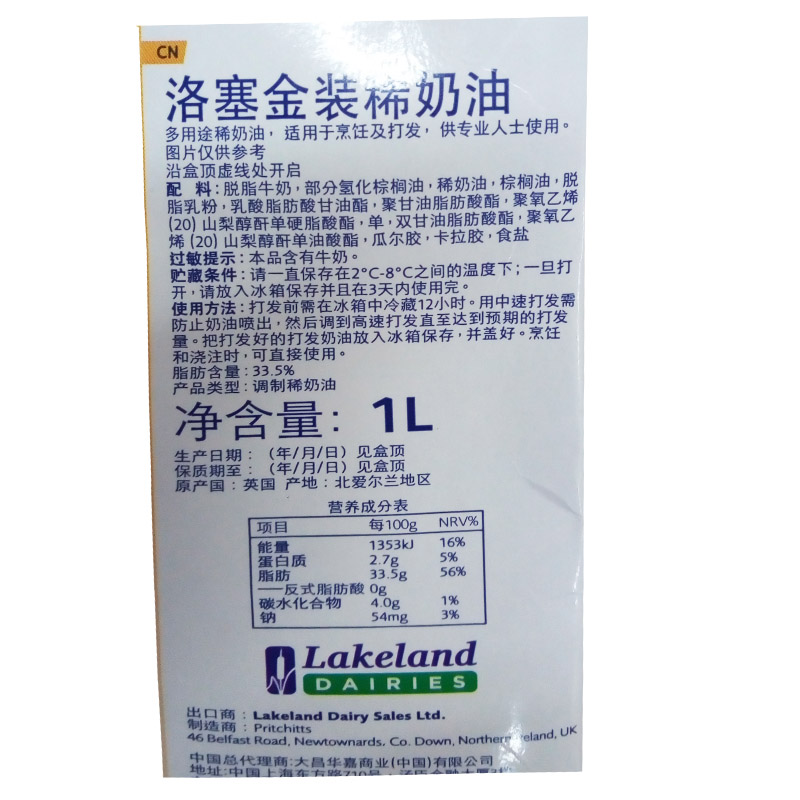 CN
洛塞金装稀奶油
多用途稀奶油，适用于烹饪及打发，供专业人士使用。
图片仅供参考
沿盒顶虚线处开启
配 料：脱脂牛奶，部分氢化棕榈油，稀奶油，棕榈油，脱
脂乳粉，乳酸脂肪酸甘油酯，聚甘油脂肪酸酯，聚氧乙烯
(20) 山梨醇酐单硬脂酸酯，单，双甘油脂肪酸酯，聚氧乙
烯 (20) 山梨醇酐单油酸酯，瓜尔胶，卡拉胶，食盐
过敏提示：本品含有牛奶。
贮藏条件：请一直保存在2°C-8°C之间的温度下；一旦打
开，请放入冰箱保存并且在3天内使用完。
使用方法：打发前需在冰箱中冷藏12小时。用中速打发需
防止奶油喷出，然后调到高速打发直至达到预期的打发
量。把打发好的打发奶油放入冰箱保存，并盖好。烹饪
和浇注时，可直接使用。
脂肪含量：33.5%
产品类型：调制稀奶油
净含量：1L
生产日期：（年/月/日）见盒顶
保质期至：（年/月/日）见盒顶
原产国：英国 产地：北爱尔兰地区
营养成分表
项目 每100g NRV%
能量 1353kJ 16%
蛋白质 2.7g 5%
脂肪 33.5g 56%
——反式脂肪酸 0g
碳水化合物 4.0g 1%
钠 54mg 3%
Lakeland
DAIRIES
出口商：Lakeland Dairy Sales Ltd.
制造商：Pritchitts
46 Belfast Road, Newtownards, Co. Down, Northern Ireland, UK
中国总代理商:大昌华嘉商业(中国)有限公司
地址:中国上海东方路710号